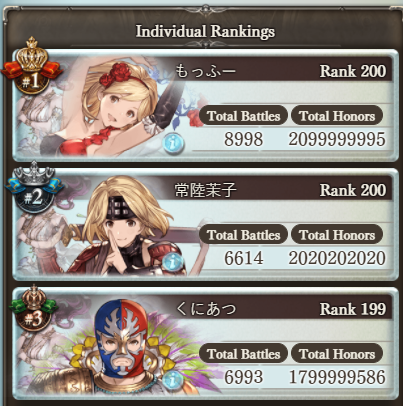 Individual Rankings
#1
もっふー Rank 200
Total Battles Total Honors
8998 2099999995
#2
常陸茉子 Rank 200
Total Battles Total Honors
6614 2020202020
#3
くにあつ Rank 199
Total Battles Total Honors
6993 1799999586